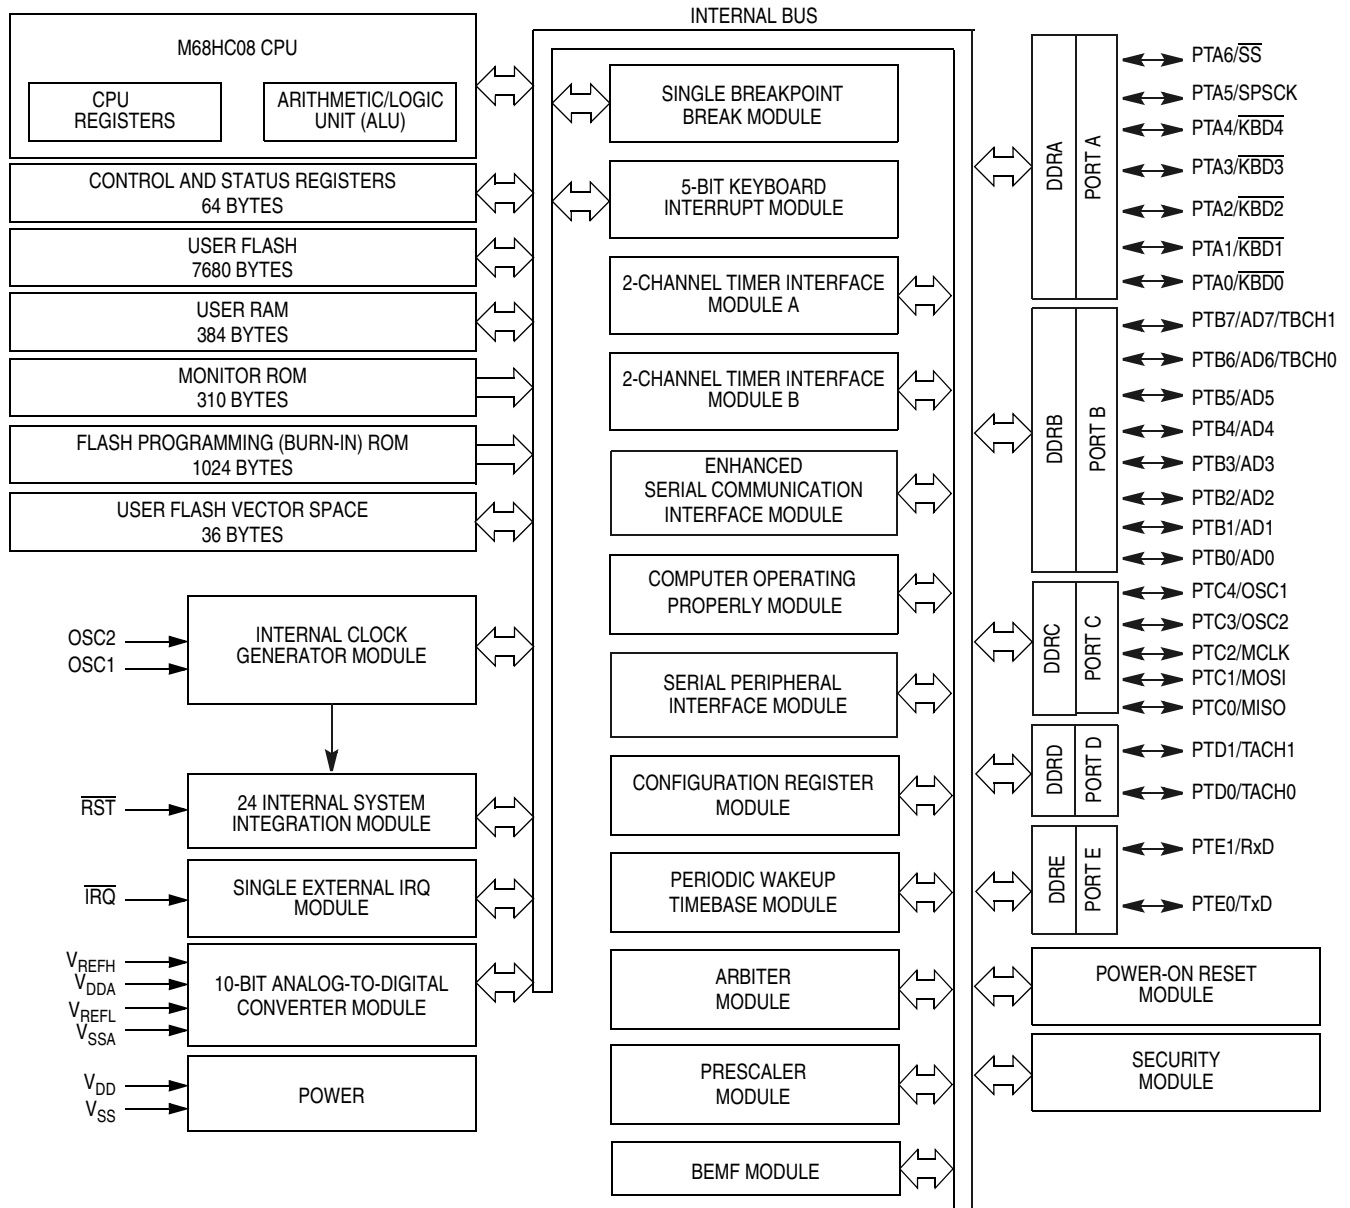 INTERNAL BUS
M68HC08 CPU
CPU
REGISTERS
ARITHMETIC/LOGIC
UNIT (ALU)
CONTROL AND STATUS REGISTERS
64 BYTES
USER FLASH
7680 BYTES
USER RAM
384 BYTES
MONITOR ROM
310 BYTES
FLASH PROGRAMMING (BURN-IN) ROM
1024 BYTES
USER FLASH VECTOR SPACE
36 BYTES
OSC2
OSC1
INTERNAL CLOCK
GENERATOR MODULE
RST
24 INTERNAL SYSTEM
INTEGRATION MODULE
IRQ
SINGLE EXTERNAL IRQ
MODULE
VREFH
VDDA
VREFL
VSSA
10-BIT ANALOG-TO-DIGITAL
CONVERTER MODULE
VDD
VSS
POWER
SINGLE BREAKPOINT
BREAK MODULE
5-BIT KEYBOARD
INTERRUPT MODULE
2-CHANNEL TIMER INTERFACE
MODULE A
2-CHANNEL TIMER INTERFACE
MODULE B
ENHANCED
SERIAL COMMUNICATION
INTERFACE MODULE
COMPUTER OPERATING
PROPERLY MODULE
SERIAL PERIPHERAL
INTERFACE MODULE
CONFIGURATION REGISTER
MODULE
PERIODIC WAKEUP
TIMEBASE MODULE
ARBITER
MODULE
PRESCALER
MODULE
BEMF MODULE
DDRA
PORT A
PTA6/SS
PTA5/SPSCK
PTA4/KBD4
PTA3/KBD3
PTA2/KBD2
PTA1/KBD1
PTA0/KBD0
DDRB
PORT B
PTB7/AD7/TBCH1
PTB6/AD6/TBCH0
PTB5/AD5
PTB4/AD4
PTB3/AD3
PTB2/AD2
PTB1/AD1
PTB0/AD0
DDRC
PORT C
PTC4/OSC1
PTC3/OSC2
PTC2/MCLK
PTC1/MOSI
PTC0/MISO
DDRD
PORT D
PTD1/TACH1
PTD0/TACH0
DDRE
PORT E
PTE1/RxD
PTE0/TxD
POWER-ON RESET
MODULE
SECURITY
MODULE